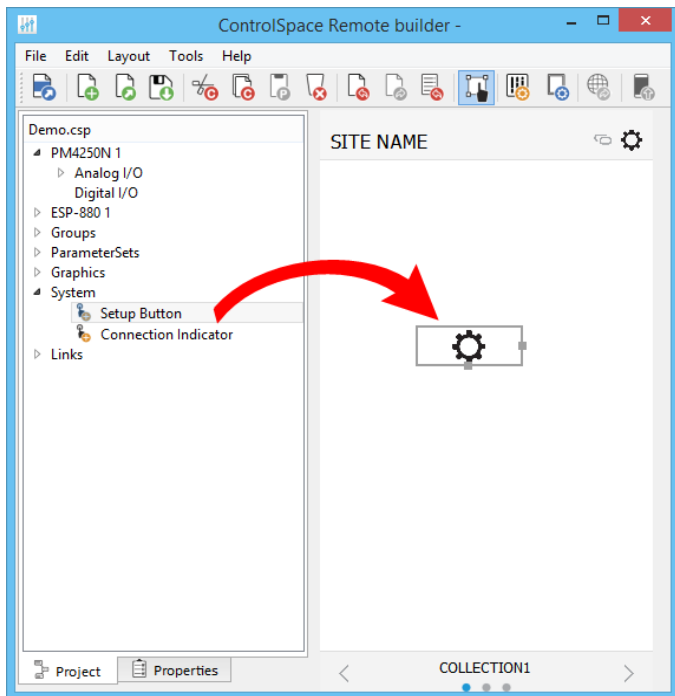 ControlSpace Remote builder -
File Edit Layout Tools Help
Demo.csp
PM4250N 1
Analog I/O
Digital I/O
ESP-880 1
Groups
ParameterSets
Graphics
System
Setup Button
Connection Indicator
Links
Project Properties
SITE NAME
COLLECTION1